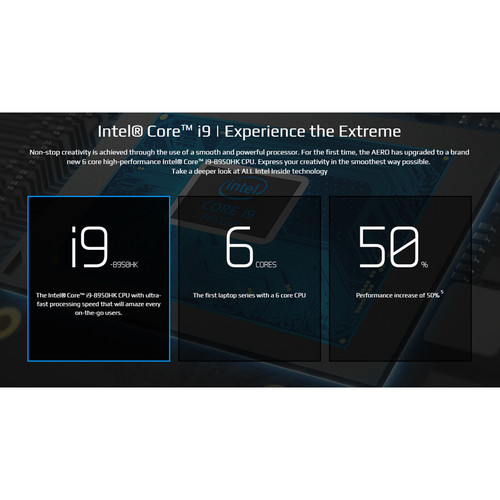 Intel® Core™ i9 | Experience the Extreme
Non-stop creativity is achieved through the use of a smooth and powerful processor. For the first time, the AERO has upgraded to a brand
new 6 core high-performance Intel® Core™ i9-8950HK CPU. Express your creativity in the smoothest way possible.
Take a deeper look at ALL Intel Inside technology
intel
CORE i9
i9 -8950HK
The Intel® Core™ i9-8950HK CPU with ultra-
fast processing speed that will amaze every
on-the-go users.
6 CORES
The first laptop series with a 6 core CPU
50 %
Performance increase of 50% 5